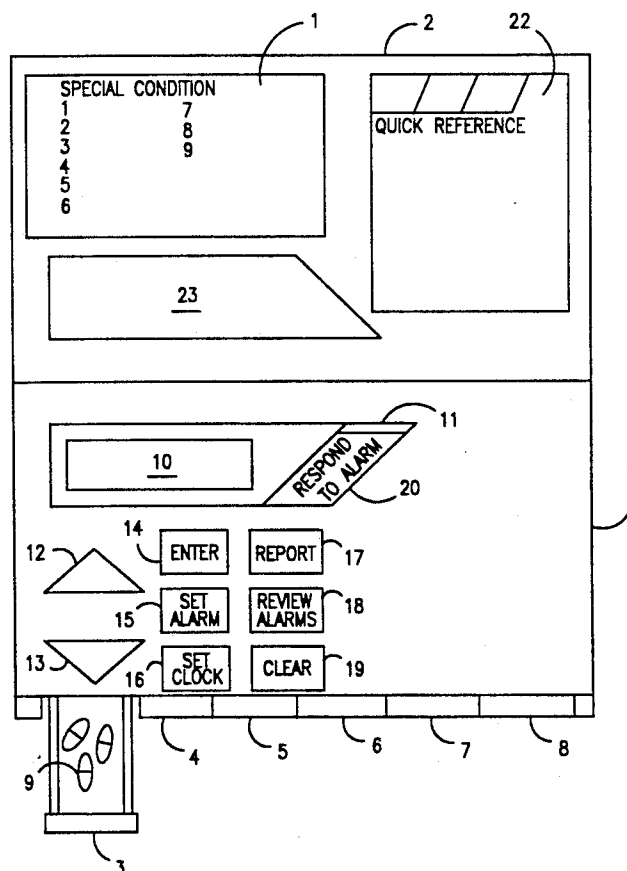 1
2
22
SPECIAL CONDITION
1 7
2 8
3 9
4
5
6
QUICK REFERENCE
23
11
10
RESPOND
TO ALARM
20
14
12
ENTER
REPORT
17
15
SET
ALARM
REVIEW
ALARMS
18
13
16
SET
CLOCK
CLEAR
19
4
5
6
7
8
9
3